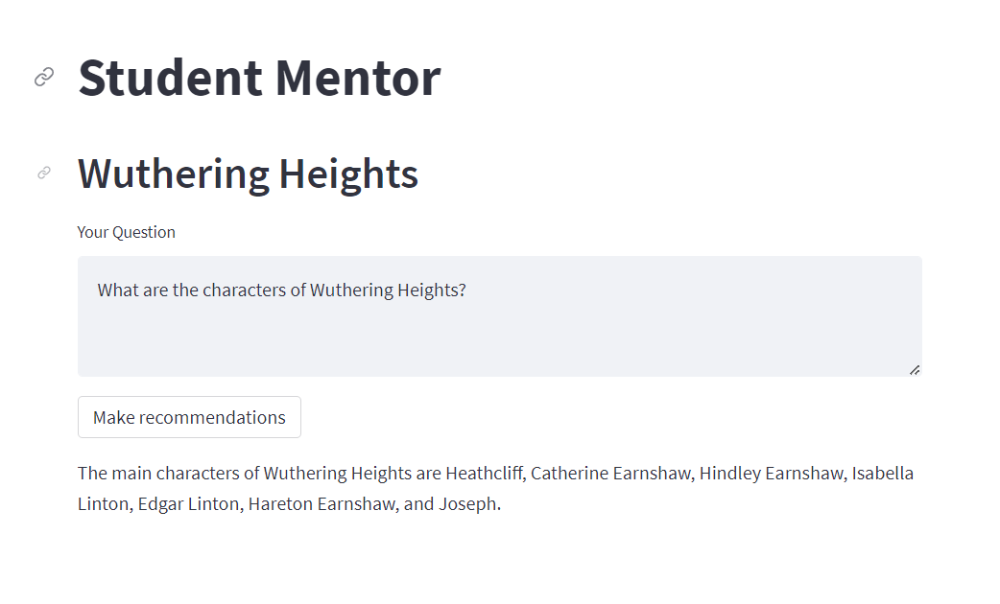 Student Mentor
Wuthering Heights
Your Question
What are the characters of Wuthering Heights?
Make recommendations
The main characters of Wuthering Heights are Heathcliff, Catherine Earnshaw, Hindley Earnshaw, Isabella
Linton, Edgar Linton, Hareton Earnshaw, and Joseph.